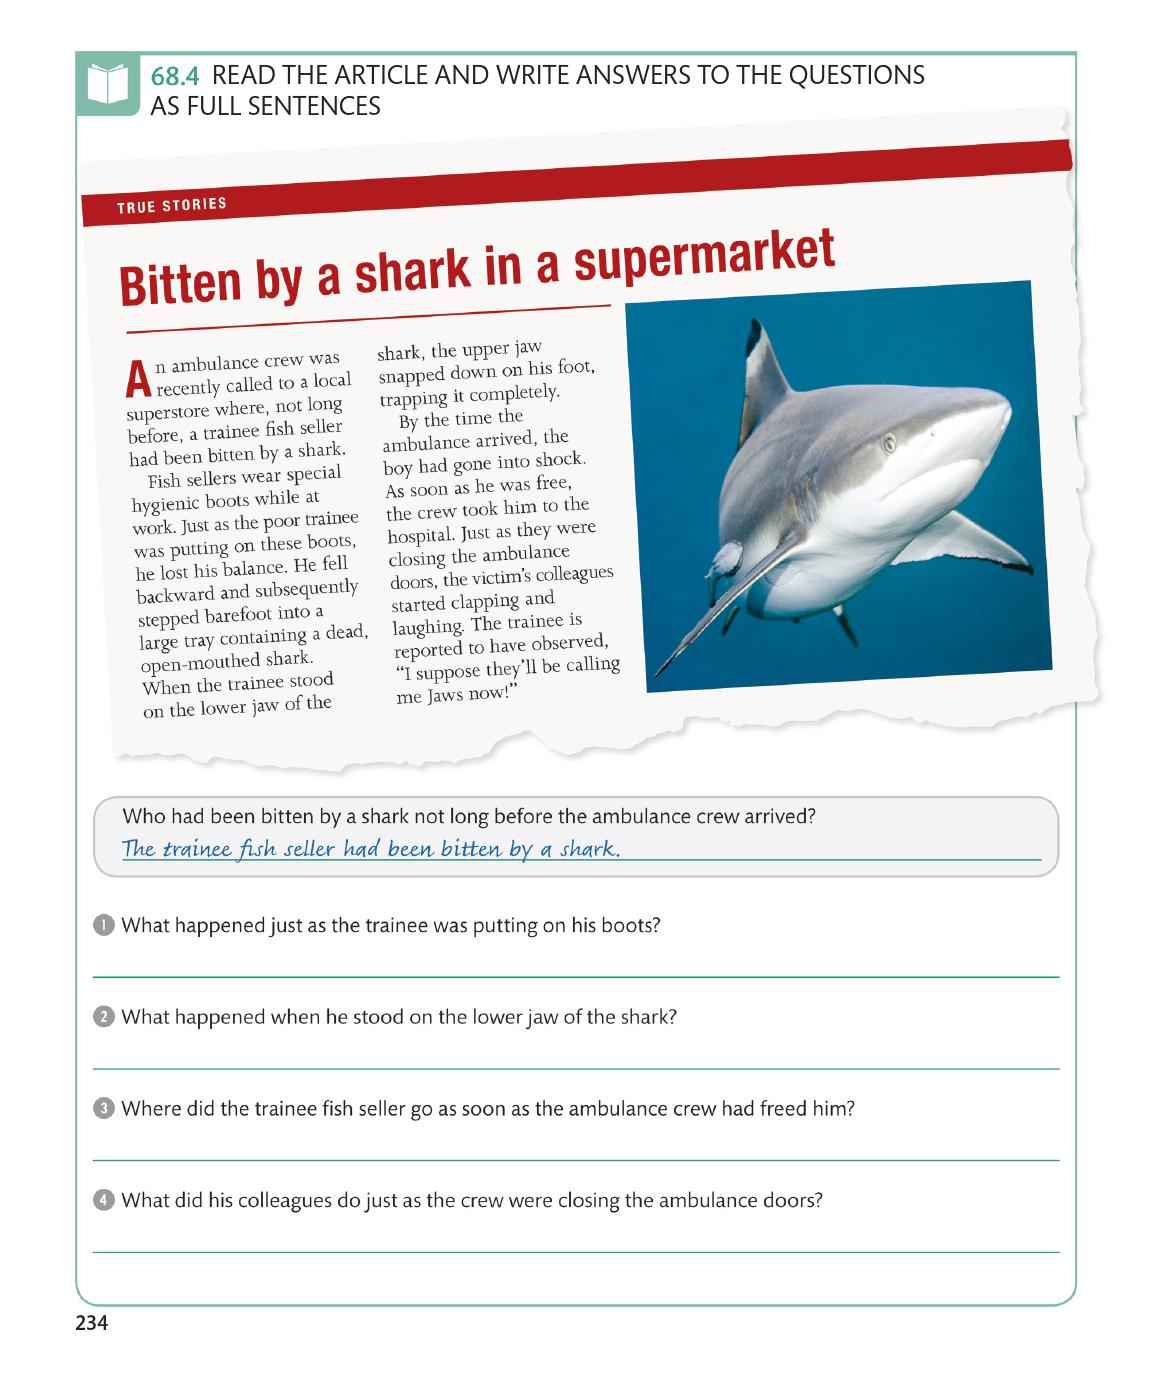 68.4 READ THE ARTICLE AND WRITE ANSWERS TO THE QUESTIONS
AS FULL SENTENCES
TRUE STORIES
Bitten by a shark in a supermarket
An ambulance crew was
recently called to a local
superstore where, not long
before, a trainee fish seller
had been bitten by a shark.
Fish sellers wear special
hygienic boots while at
work. Just as the poor trainee
was putting on these boots,
he lost his balance. He fell
backward and subsequently
stepped barefoot into a
large tray containing a dead,
open-mouthed shark.
When the trainee stood
on the lower jaw of the
shark, the upper jaw
snapped down on his foot,
trapping it completely.
By the time the
ambulance arrived, the
boy had gone into shock.
As soon as he was free,
the crew took him to the
hospital. Just as they were
closing the ambulance
doors, the victim's colleagues
started clapping and
laughing. The trainee is
reported to have observed,
“I suppose they'll be calling
me Jaws now!”
Who had been bitten by a shark not long before the ambulance crew arrived?
The trainee fish seller had been bitten by a shark.
1 What happened just as the trainee was putting on his boots?
2 What happened when he stood on the lower jaw of the shark?
3 Where did the trainee fish seller go as soon as the ambulance crew had freed him?
4 What did his colleagues do just as the crew were closing the ambulance doors?
234